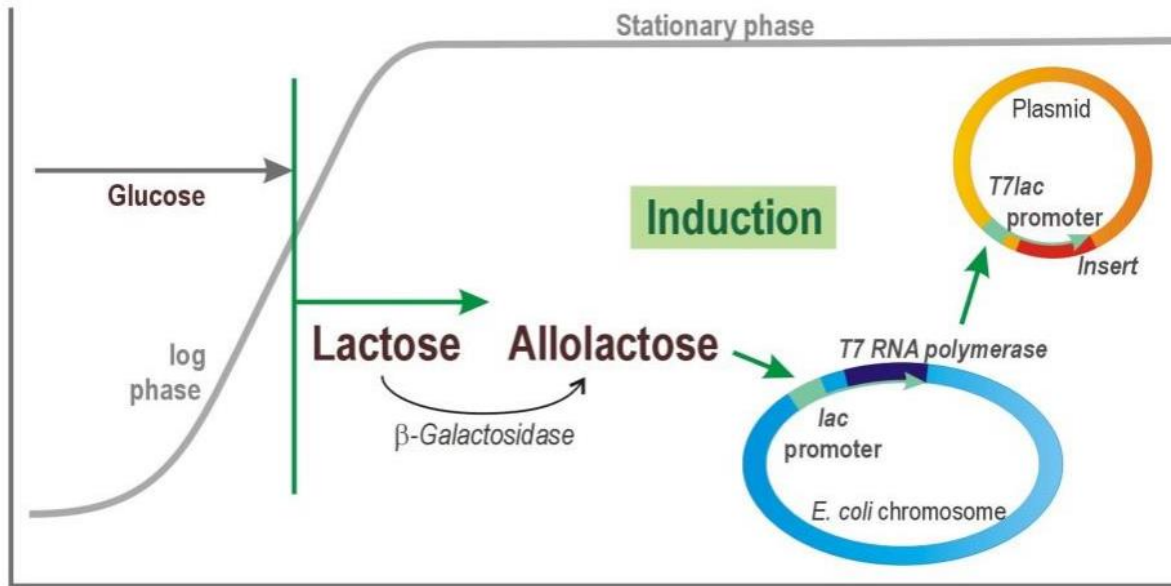 Stationary phase
Plasmid
T7lac
promoter
Insert
Glucose
Induction
log
phase
Lactose
Allolactose
β-Galactosidase
T7 RNA polymerase
lac
promoter
E. coli chromosome